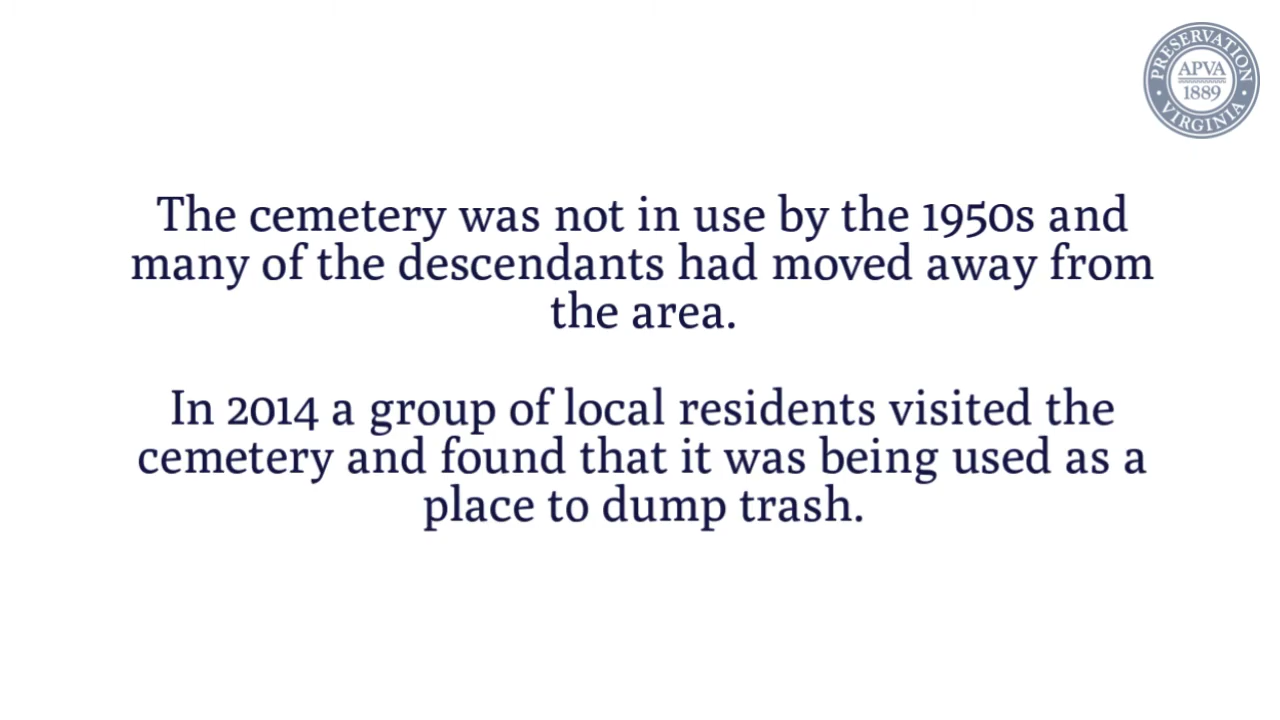 PRESERVATION
APVA
1889
VIRGINIA
The cemetery was not in use by the 1950s and
many of the descendants had moved away from
the area.
In 2014 a group of local residents visited the
cemetery and found that it was being used as a
place to dump trash.